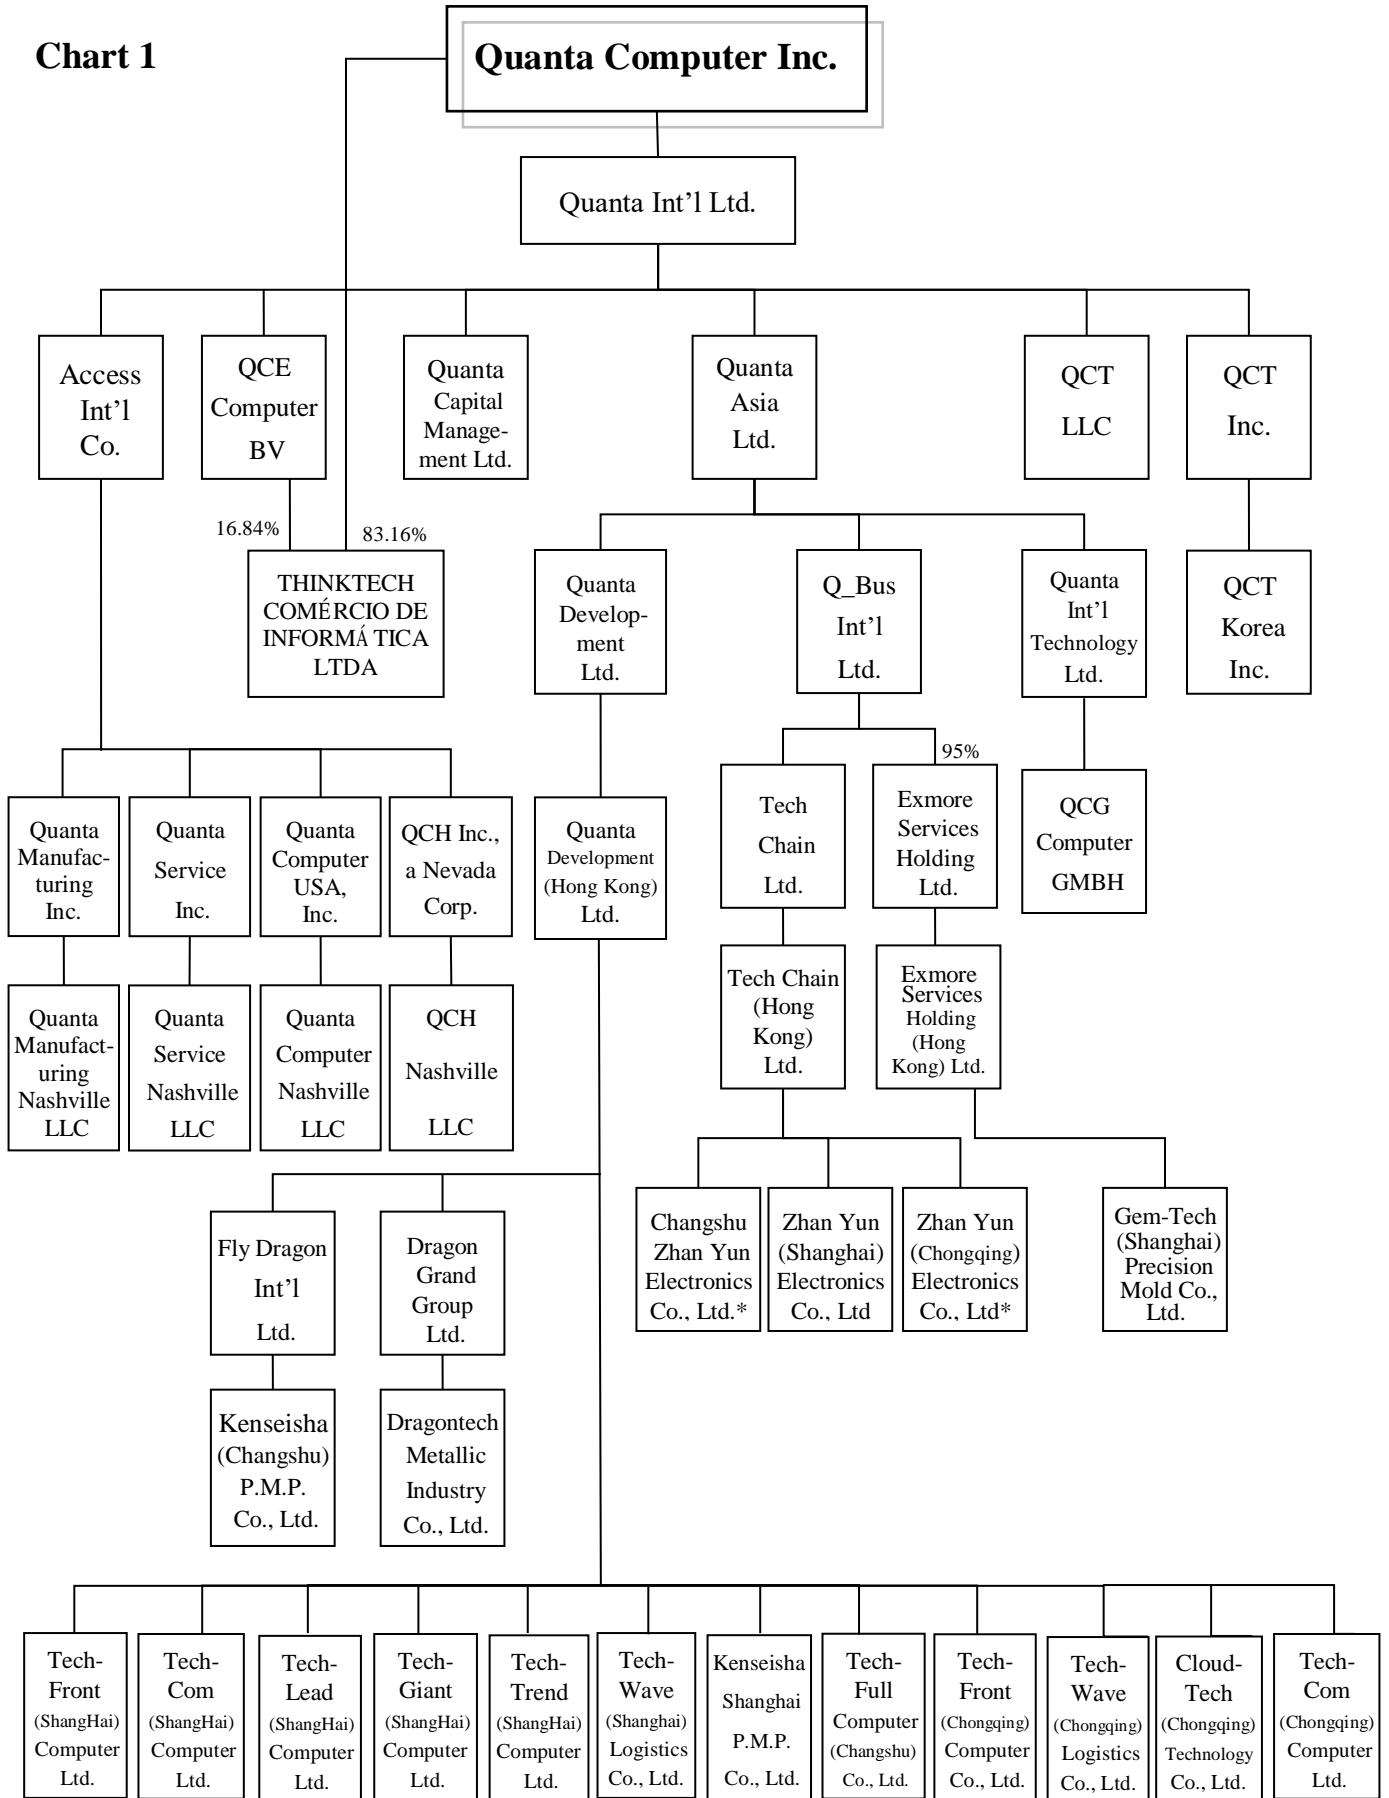 Chart 1
Quanta Computer Inc.
Quanta Int'l Ltd.
Access
Int'l
Co.
QCE
Computer
BV
Quanta
Capital
Manage-
ment Ltd.
Quanta
Asia
Ltd.
QCT
LLC
QCT
Inc.
16.84%
83.16%
THINKTECH
COMÉRCIO DE
INFORMÁ TICA
LTDA
Quanta
Develop-
ment
Ltd.
Q_Bus
Int'l
Ltd.
Quanta
Int'l
Technology
Ltd.
QCT
Korea
Inc.
95%
Quanta
Manufac-
turing
Inc.
Quanta
Service
Inc.
Quanta
Computer
USA,
Inc.
QCH Inc.,
a Nevada
Corp.
Quanta
Development
(Hong Kong)
Ltd.
Tech
Chain
Ltd.
Exmore
Services
Holding
Ltd.
QCG
Computer
GMBH
Quanta
Manufact-
uring
Nashville
LLC
Quanta
Service
Nashville
LLC
Quanta
Computer
Nashville
LLC
QCH
Nashville
LLC
Tech Chain
(Hong
Kong)
Ltd.
Exmore
Services
Holding
(Hong
Kong) Ltd.
Fly Dragon
Int'l
Ltd.
Dragon
Grand
Group
Ltd.
Changshu
Zhan Yun
Electronics
Co., Ltd.*
Zhan Yun
(Shanghai)
Electronics
Co., Ltd
Zhan Yun
(Chongqing)
Electronics
Co., Ltd*
Gem-Tech
(Shanghai)
Precision
Mold Co.,
Ltd.
Kenseisha
(Changshu)
P.M.P.
Co., Ltd.
Dragontech
Metallic
Industry
Co., Ltd.
Tech-
Front
(ShangHai)
Computer
Ltd.
Tech-
Com
(ShangHai)
Computer
Ltd.
Tech-
Lead
(ShangHai)
Computer
Ltd.
Tech-
Giant
(ShangHai)
Computer
Ltd.
Tech-
Trend
(ShangHai)
Computer
Ltd.
Tech-
Wave
(Shanghai)
Logistics
Co., Ltd.
Kenseisha
Shanghai
P.M.P.
Co., Ltd.
Tech-
Full
Computer
(Changshu)
Co., Ltd.
Tech-
Front
(Chongqing)
Computer
Co., Ltd.
Tech-
Wave
(Chongqing)
Logistics
Co., Ltd.
Cloud-
Tech
(Chongqing)
Technology
Co., Ltd.
Tech-
Com
(Chongqing)
Computer
Ltd.